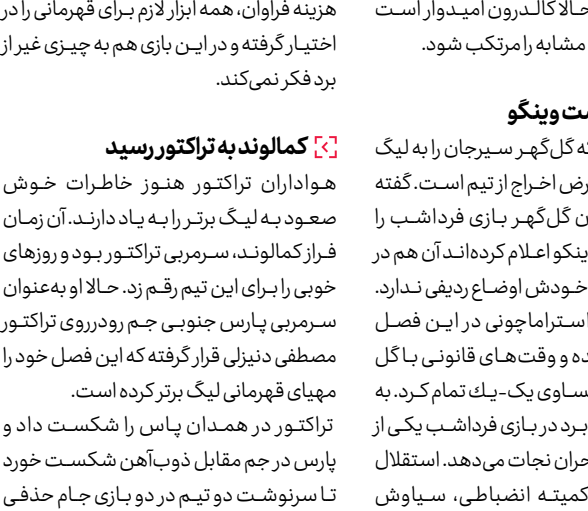 حالا کالدرون امیدوار است
مشابه را مرتکب شود.
وینگو
گل‌گهر سیرجان را به لیگ
اخراج از تیم است. گفته
گل‌گهر بازی فرداشب را
اعلام کرده‌اند آن هم در
خودش اوضاع ردیفی ندارد.
استراماچونی در این فصل
و وقت‌های قانونی با گل
یک-یک تمام کرد. به
برد در بازی فرداشب یکی از
نجات می‌دهد. استقلال
کمیته انضباطی، سیاوش
هزینه فراوان، همه ابزار لازم برای قهرمانی را در
اختیار گرفته و در این بازی هم به چیزی غیر از
برد فکر نمی‌کند.
کمالوند به تراکتور رسید
هواداران تراکتور هنوز خاطرات خوش
صعود به لیگ برتر را به یاد دارند. آن زمان
فراز کمالوند، سرمربی تراکتور بود و روزهای
خوبی را برای این تیم رقم زد. حالا او به‌عنوان
سرمربی پارس جنوبی جم رودرروی تراکتور
مصطفی دنیزلی قرار گرفته که این فصل خود را
مهیای قهرمانی لیگ برتر کرده است.
تراکتور در همدان پاس را شکست داد و
پارس در جم مقابل ذوب‌آهن شکست خورد
تا سرنوشت دو تیم در دو بازی جام حذفی